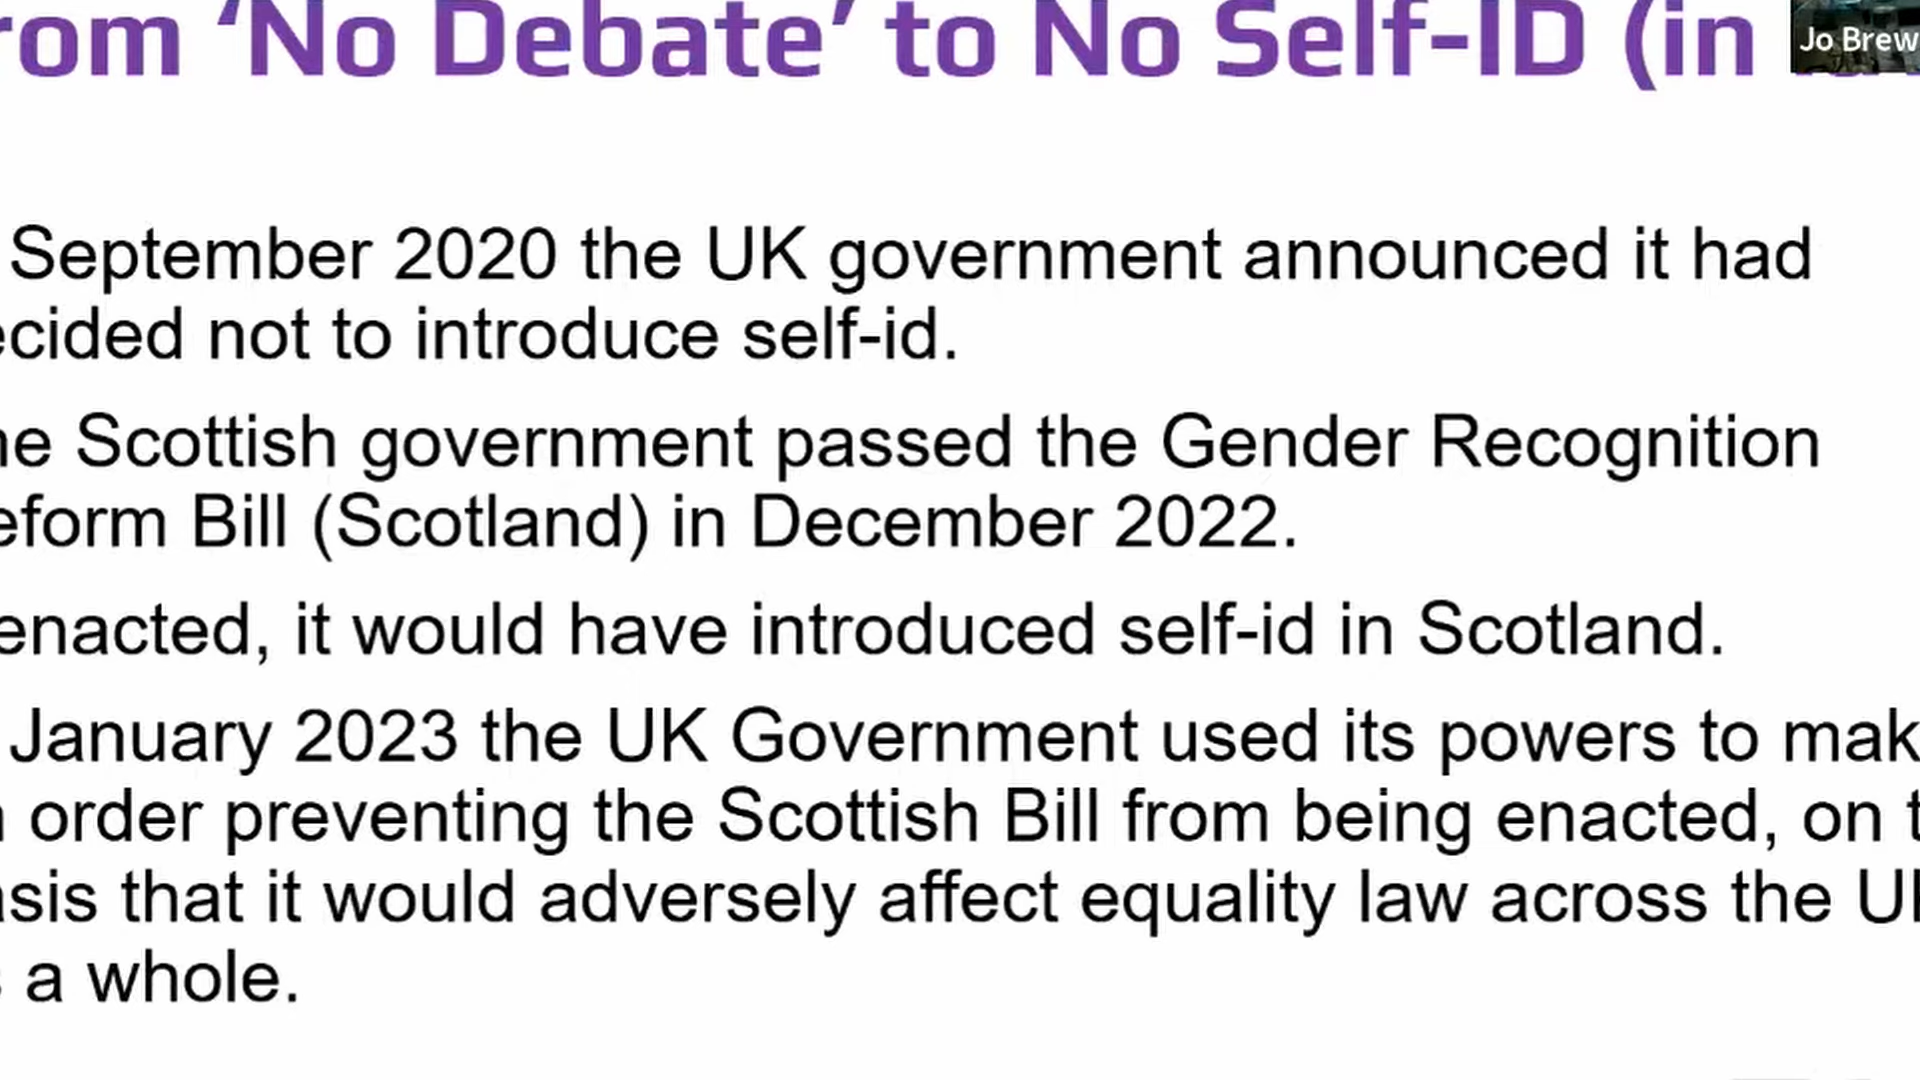 rom ‘No Debate’ to No Self-ID (in
Jo Brew
September 2020 the UK government announced it had
ecided not to introduce self-id.
he Scottish government passed the Gender Recognition
eform Bill (Scotland) in December 2022.
enacted, it would have introduced self-id in Scotland.
January 2023 the UK Government used its powers to mak
n order preventing the Scottish Bill from being enacted, on t
asis that it would adversely affect equality law across the UK
s a whole.